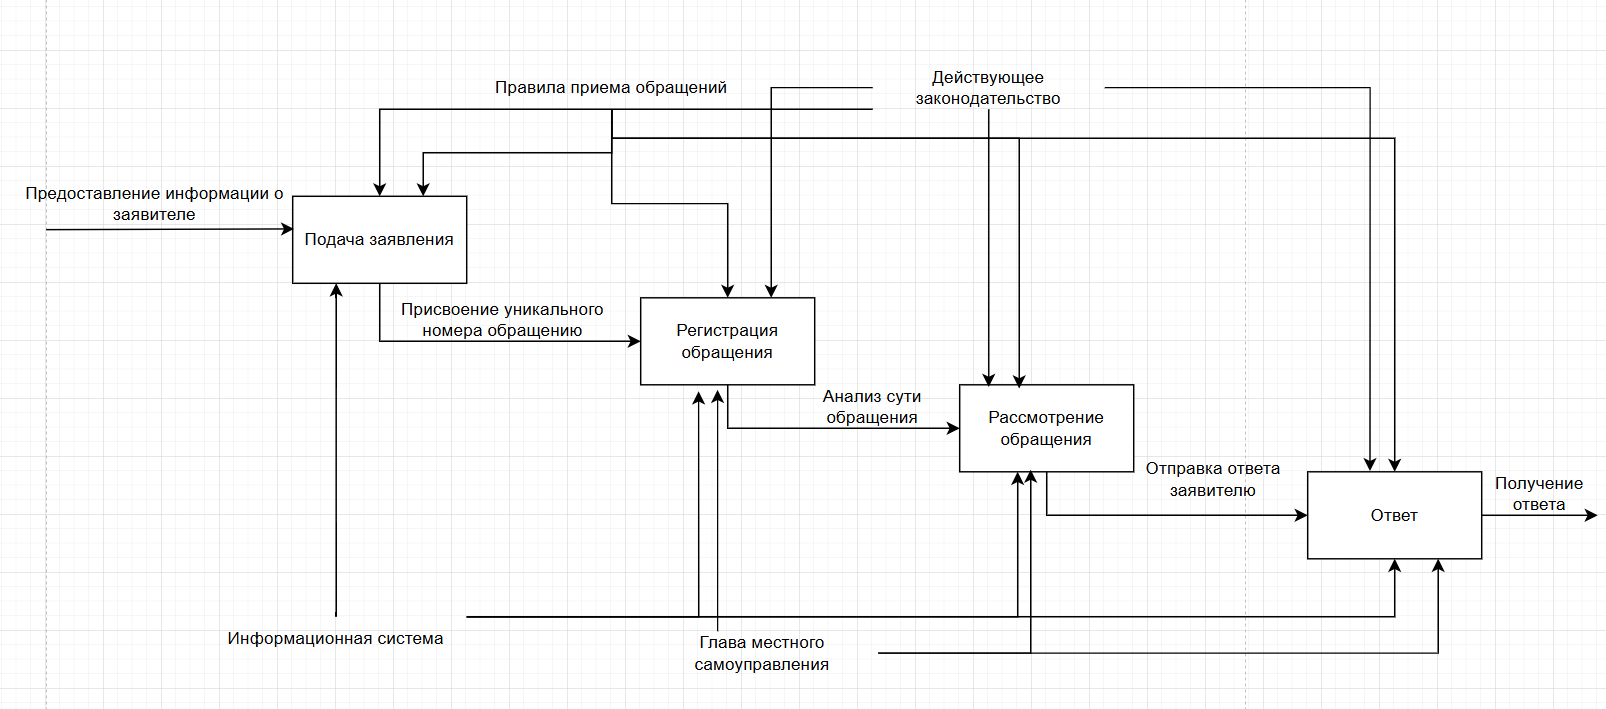 Правила приема обращений
Действующее
законодательство
Предоставление информации о
заявителе
Подача заявления
Присвоение уникального
номера обращению
Регистрация
обращения
Анализ сути
обращения
Рассмотрение
обращения
Отправка ответа
заявителю
Ответ
Получение
ответа
Информационная система
Глава местного
самоуправления